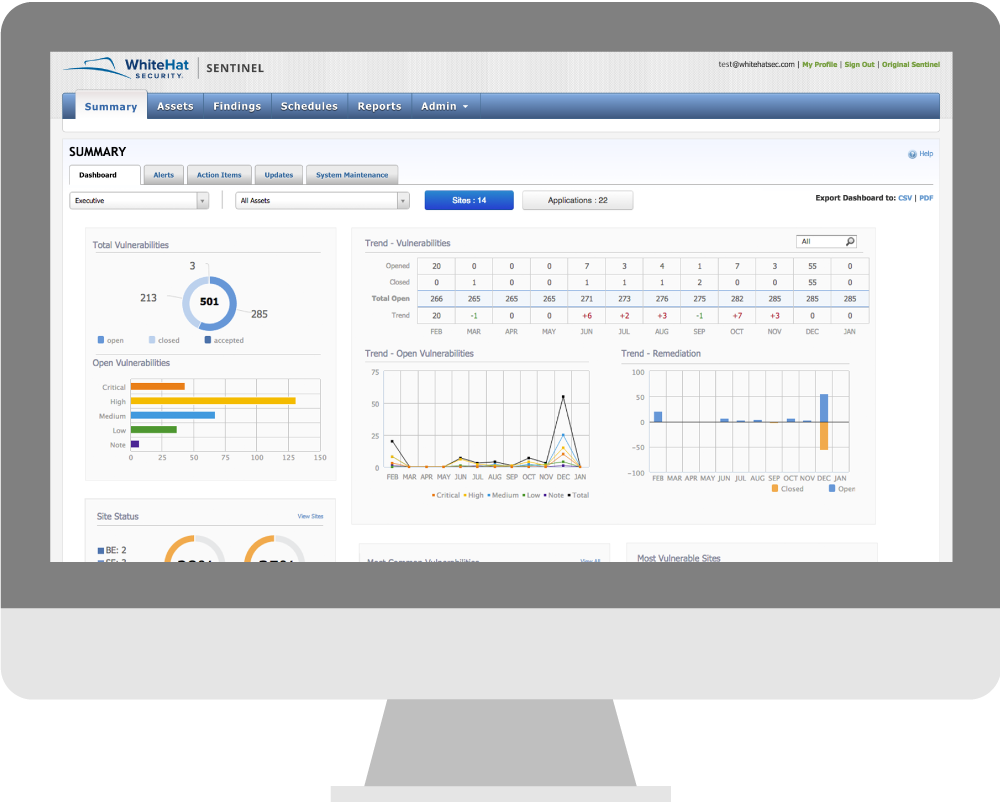 WhiteHat
SECURITY.
SENTINEL
test@whitehatsec.com | My Profile | Sign Out | Original Sentinel
Summary Assets Findings Schedules Reports Admin
SUMMARY
Help
Dashboard Alerts Action Items Updates System Maintenance
Executive All Assets Sites : 14 Applications : 22 Export Dashboard to: CSV | PDF
Total Vulnerabilities
3
213
501
285
open closed accepted
Open Vulnerabilities
Critical
High
Medium
Low
Note
0 25 50 75 100 125 150
Trend - Vulnerabilities
All
Opened 20 0 0 0 7 3 4 1 7 3 55 0
Closed 0 1 0 0 1 1 1 2 0 0 55 0
Total Open 266 265 265 265 271 273 276 275 282 285 285 285
Trend 20 -1 0 0 +6 +2 +3 -1 +7 +3 0 0
FEB MAR APR MAY JUN JUL AUG SEP OCT NOV DEC JAN
Trend - Open Vulnerabilities
75
50
25
0
FEB MAR APR MAY JUN JUL AUG SEP OCT NOV DEC JAN
Critical High Medium Low Note Total
Trend - Remediation
100
50
0
-50
-100
FEB MAR APR MAY JUN JUL AUG SEP OCT NOV DEC JAN
Closed Open
Site Status
View Sites
BE: 2
Most Common Vulnerabilities
View All
Most Vulnerable Sites